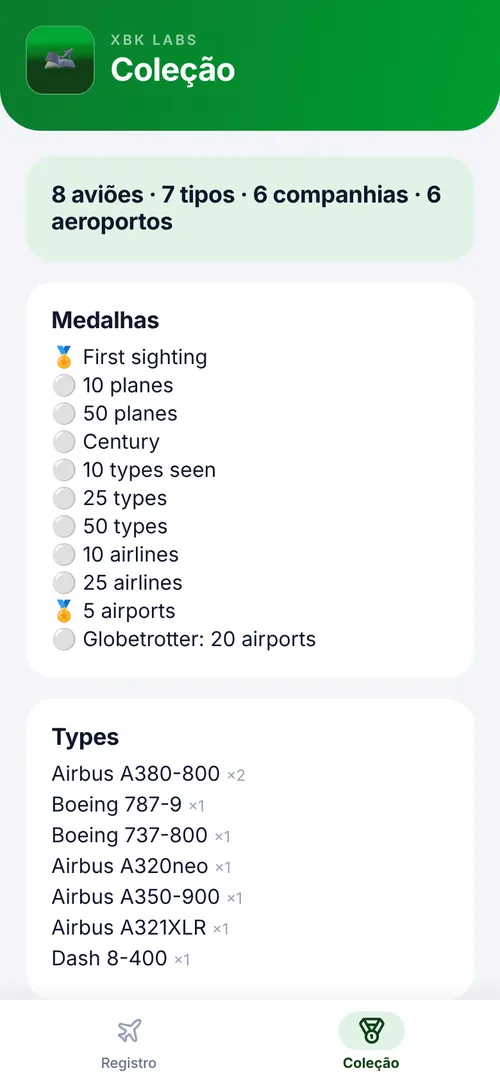 XBK LABS
Coleção
8 aviões · 7 tipos · 6 companhias · 6
aeroportos
Medalhas
🏅 First sighting
⚪ 10 planes
⚪ 50 planes
⚪ Century
⚪ 10 types seen
⚪ 25 types
⚪ 50 types
⚪ 10 airlines
⚪ 25 airlines
🏅 5 airports
⚪ Globetrotter: 20 airports
Types
Airbus A380-800 ×2
Boeing 787-9 ×1
Boeing 737-800 ×1
Airbus A320neo ×1
Airbus A350-900 ×1
Airbus A321XLR ×1
Dash 8-400 ×1
Registro
Coleção